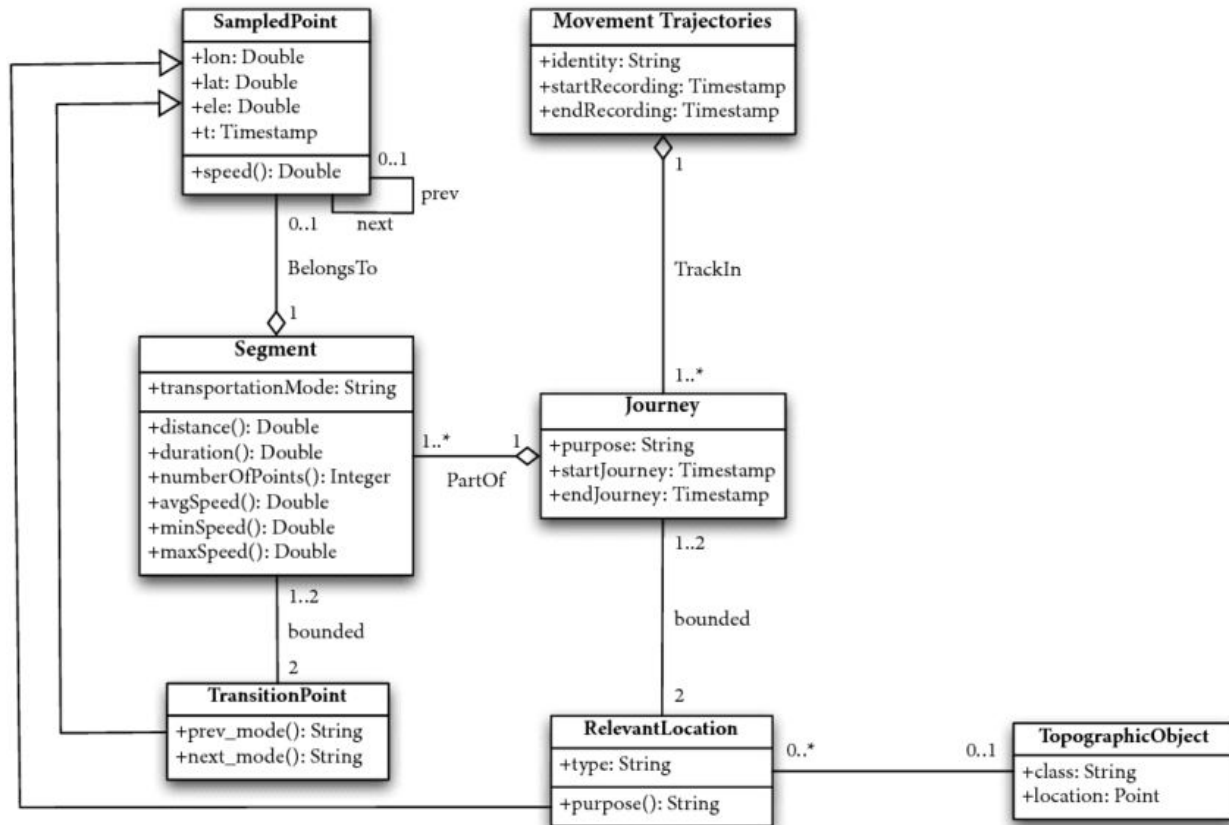 SampledPoint
+lon: Double
+lat: Double
+ele: Double
+t: Timestamp
+speed(): Double
0..1
prev
next
0..1
BelongsTo
1
Movement Trajectories
+identity: String
+startRecording: Timestamp
+endRecording: Timestamp
1
TrackIn
1..*
Segment
+transportationMode: String
+distance(): Double
+duration(): Double
+numberOfPoints(): Integer
+avgSpeed(): Double
+minSpeed(): Double
+maxSpeed(): Double
1..*
1
PartOf
Journey
+purpose: String
+startJourney: Timestamp
+endJourney: Timestamp
1..2
bounded
2
1..2
bounded
2
TransitionPoint
+prev_mode(): String
+next_mode(): String
RelevantLocation
+type: String
+purpose(): String
0..*
0..1
TopographicObject
+class: String
+location: Point